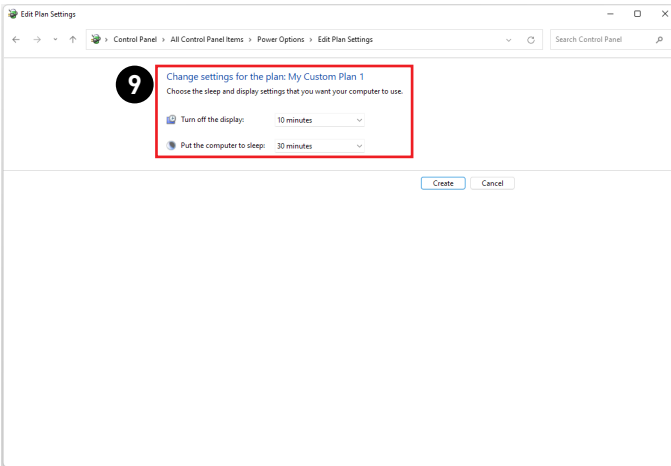 Edit Plan Settings
Control Panel > All Control Panel Items > Power Options > Edit Plan Settings
Search Control Panel
9
Change settings for the plan: My Custom Plan 1
Choose the sleep and display settings that you want your computer to use.
Turn off the display: 10 minutes
Put the computer to sleep: 30 minutes
Create Cancel